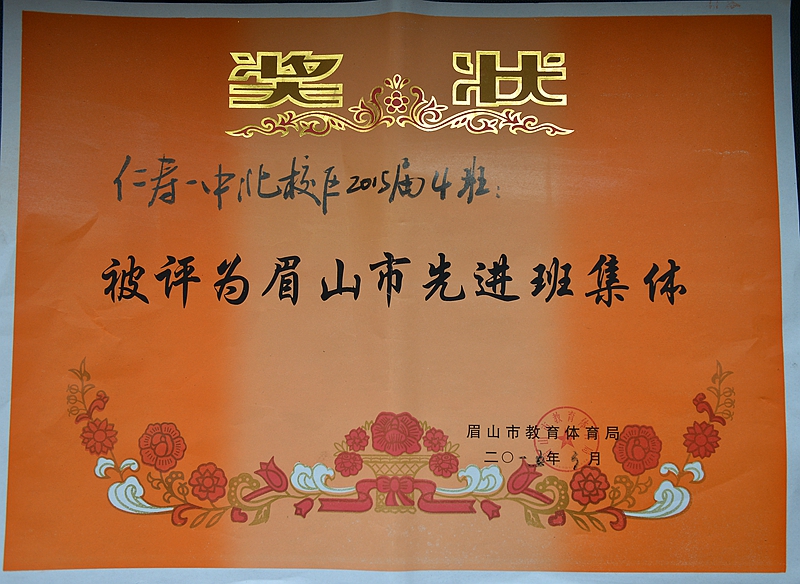 奖状
仁寿一中北校区2015届4班：
被评为眉山市先进班集体
眉山市教育体育局
二〇一 年 月